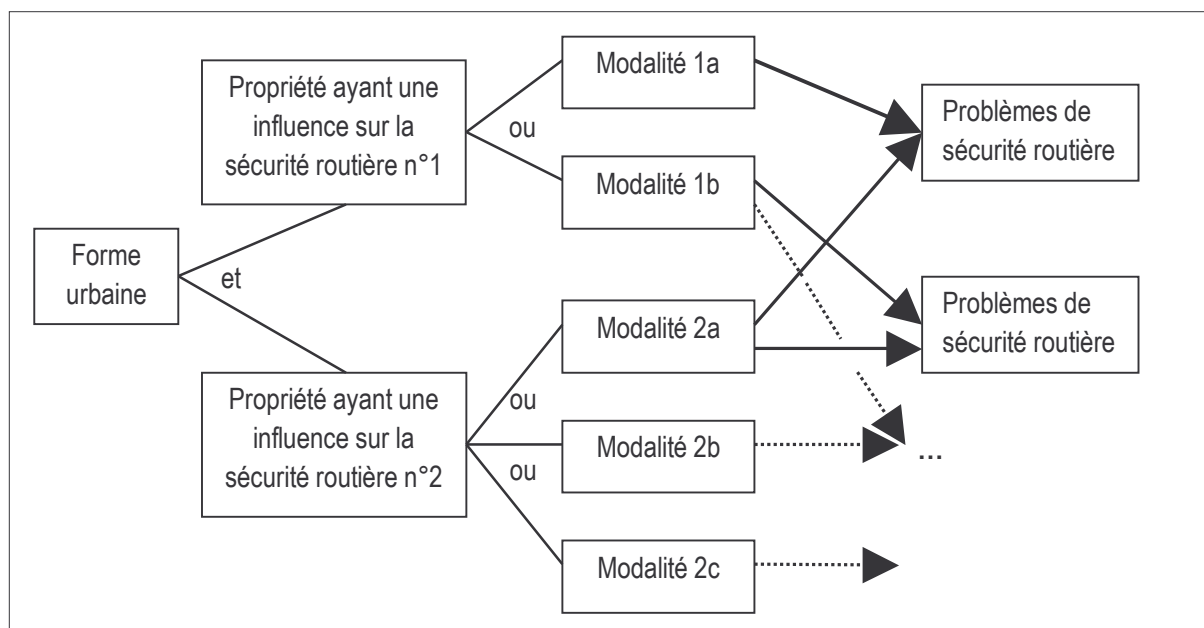 Forme
urbaine
et
Propriété ayant une
influence sur la
sécurité routière n°1
ou
Modalité 1a
Modalité 1b
Propriété ayant une
influence sur la
sécurité routière n°2
ou
ou
Modalité 2a
Modalité 2b
Modalité 2c
Problèmes de
sécurité routière
Problèmes de
sécurité routière
...